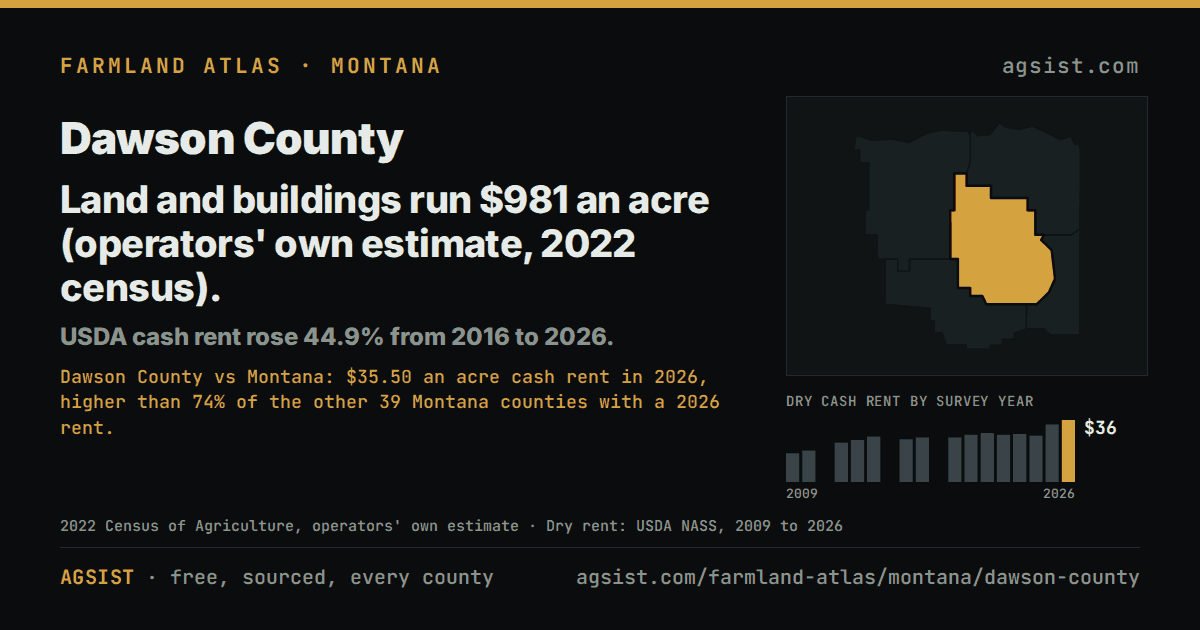 FARMLAND ATLAS · MONTANA
agsist.com
Dawson County
Land and buildings run $981 an acre
(operators' own estimate, 2022
census).
USDA cash rent rose 44.9% from 2016 to 2026.
Dawson County vs Montana: $35.50 an acre cash rent in 2026,
higher than 74% of the other 39 Montana counties with a 2026
rent.
DRY CASH RENT BY SURVEY YEAR
$36
2009
2026
2022 Census of Agriculture, operators' own estimate · Dry rent: USDA NASS, 2009 to 2026
AGSIST · free, sourced, every county
agsist.com/farmland-atlas/montana/dawson-county